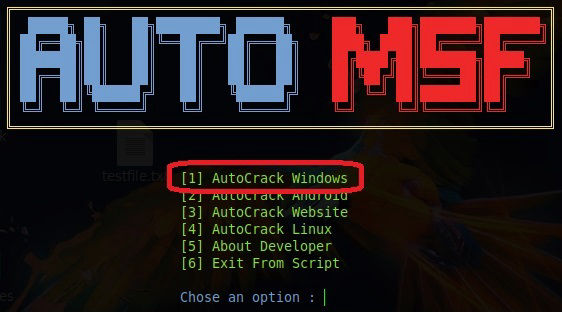 AUTO MSF
testfile.tx
[1] AutoCrack Windows
[2] AutoCrack Android
[3] AutoCrack Website
[4] AutoCrack Linux
[5] About Developer
[6] Exit From Script
Chose an option :